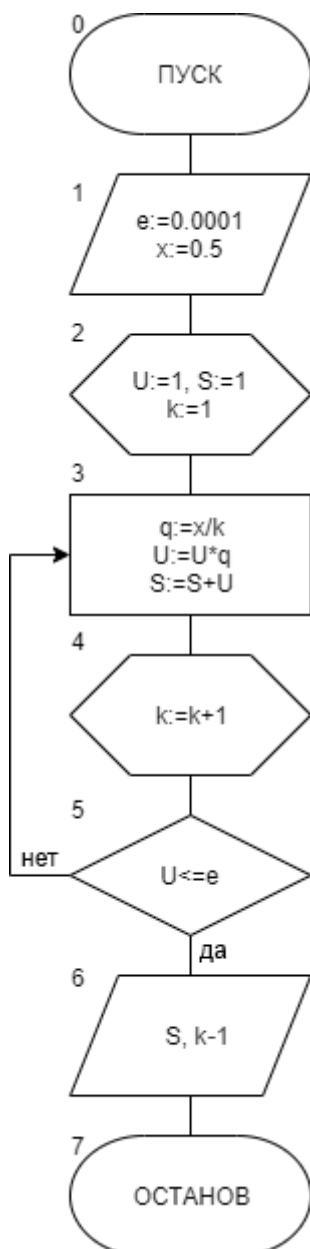 0
ПУСК
1
e:=0.0001
x:=0.5
2
U:=1, S:=1
k:=1
3
q:=x/k
U:=U*q
S:=S+U
4
k:=k+1
5
нет
U<=e
да
6
S, k-1
7
ОСТАНОВ